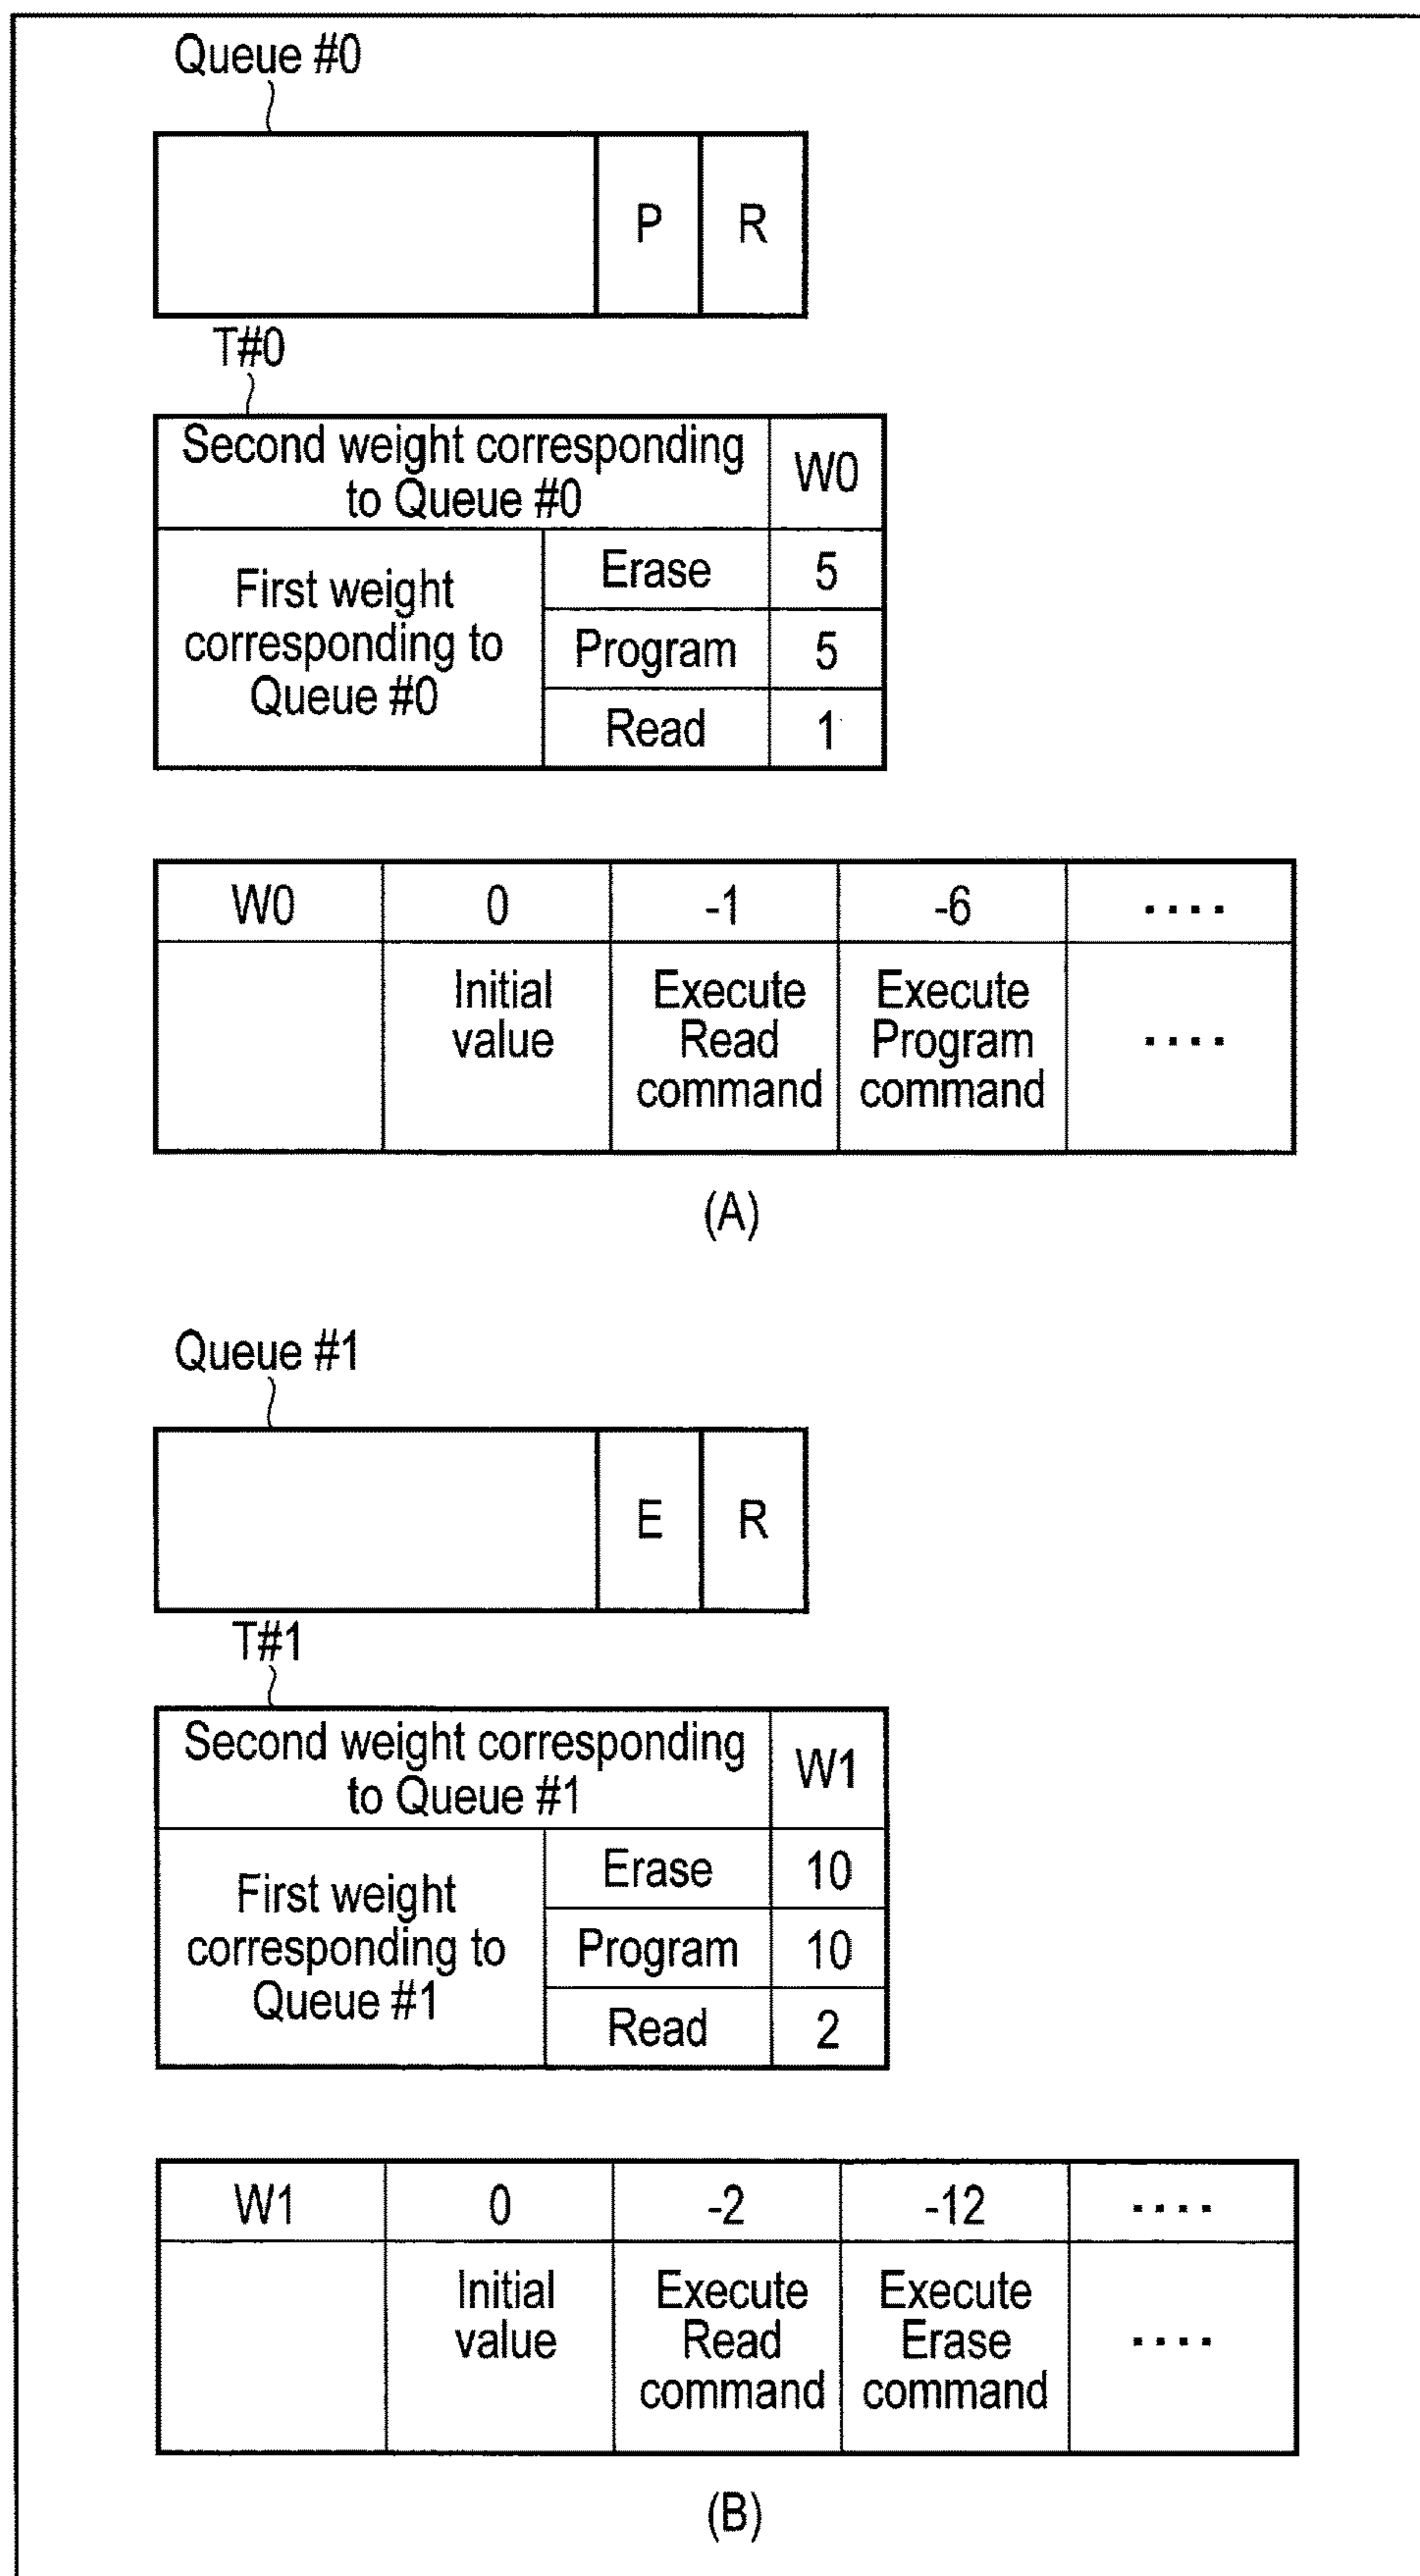 Queue #0
P R
T#0
Second weight corresponding
to Queue #0
W0
First weight
corresponding to
Queue #0
Erase 5
Program 5
Read 1
W0 0 -1 -6 ....
Initial
value
Execute
Read
command
Execute
Program
command
....
(A)
Queue #1
E R
T#1
Second weight corresponding
to Queue #1
W1
First weight
corresponding to
Queue #1
Erase 10
Program 10
Read 2
W1 0 -2 -12 ....
Initial
value
Execute
Read
command
Execute
Erase
command
....
(B)